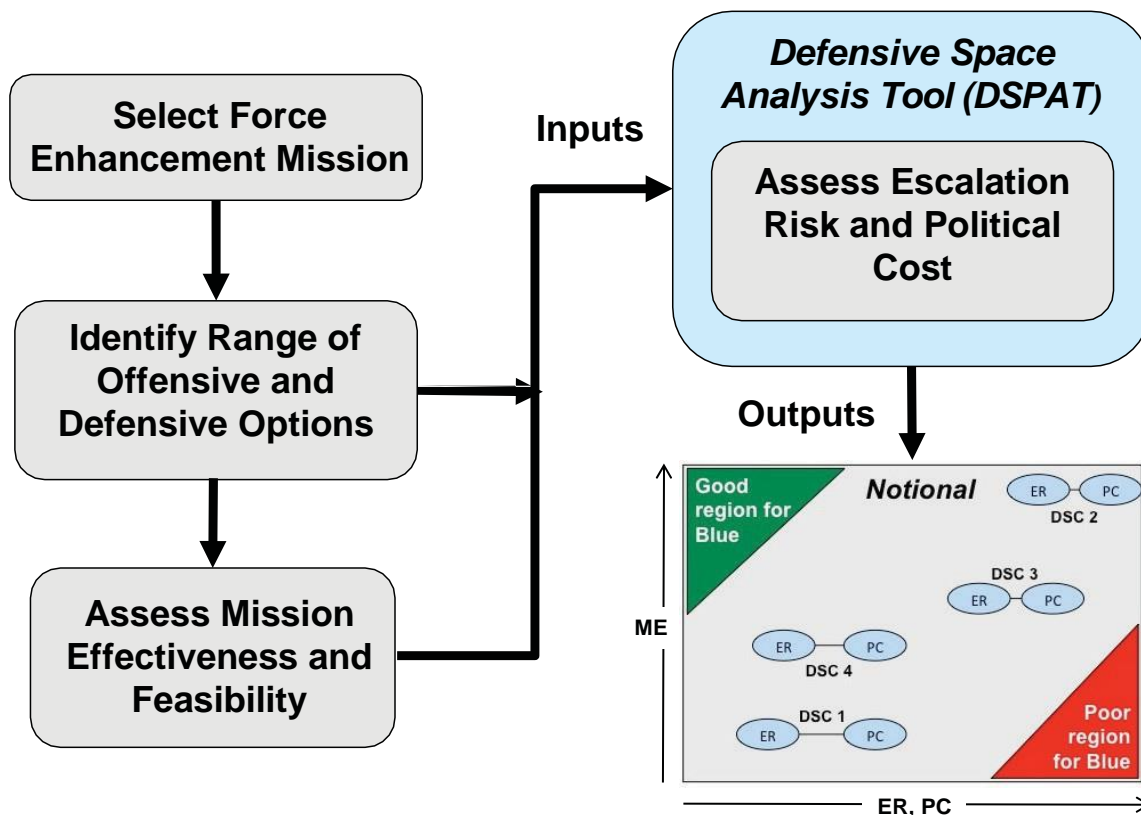 Select Force
Enhancement Mission
Identify Range of
Offensive and
Defensive Options
Assess Mission
Effectiveness and
Feasibility
Inputs
Defensive Space
Analysis Tool (DSPAT)
Assess Escalation
Risk and Political
Cost
Outputs
Good
region for
Blue
Notional
ER
PC
DSC 2
DSC 3
ER
PC
ME
ER
PC
DSC 4
DSC 1
ER
PC
Poor
region
for Blue
ER, PC